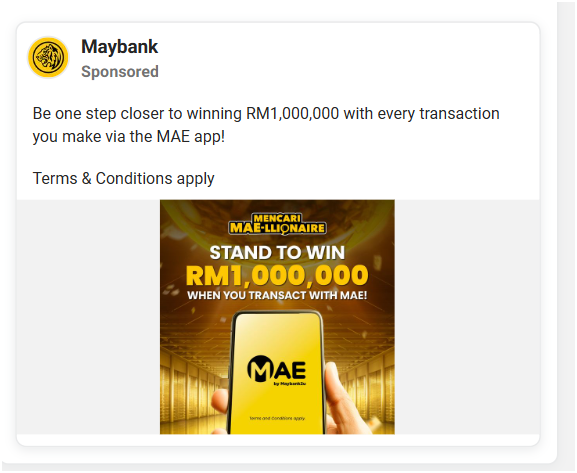 Maybank
Sponsored
Be one step closer to winning RM1,000,000 with every transaction
you make via the MAE app!
Terms & Conditions apply
MENCARI
MAE-LLIONAIRE
STAND TO WIN
RM1,000,000
WHEN YOU TRANSACT WITH MAE!
MAE
by Maybank2u
Terms and Conditions apply